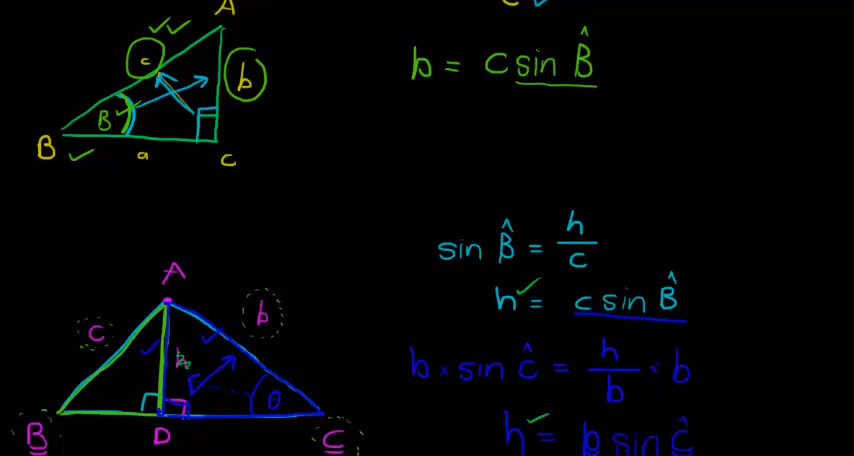 A
c
b
B
B
a
C
b = c sin B̂
sin B̂ = h/c
h = c sin B̂
b × sin ĉ = h/b × b
h = b sin ĉ
A
c
b
h
θ
B
D
C